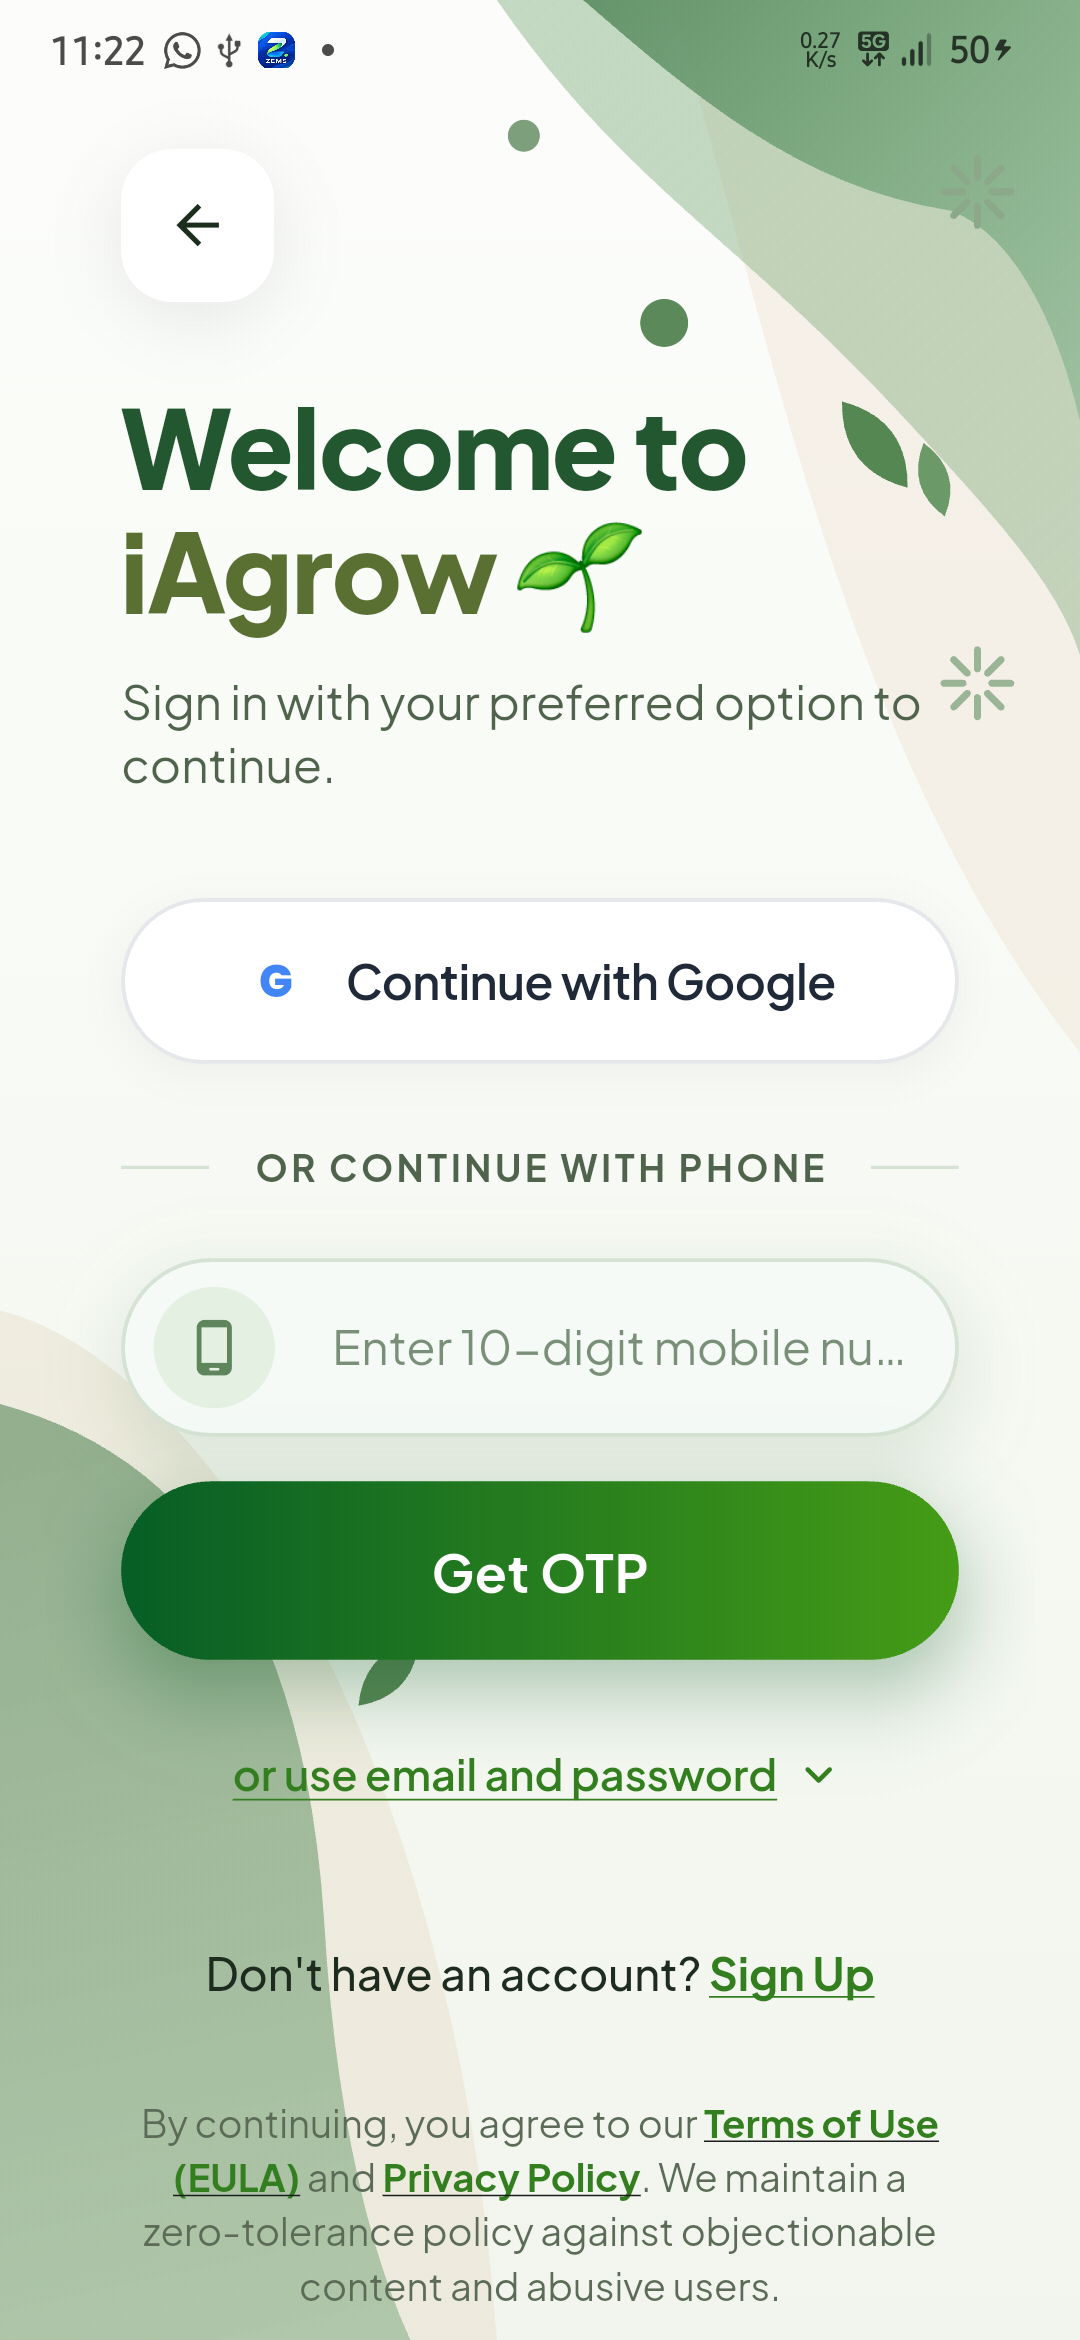 11:22
0.27
K/s
5G
50
Welcome to
iAgrow
Sign in with your preferred option to
continue.
G Continue with Google
OR CONTINUE WITH PHONE
Enter 10-digit mobile nu...
Get OTP
or use email and password
Don't have an account? Sign Up
By continuing, you agree to our Terms of Use
(EULA) and Privacy Policy. We maintain a
zero-tolerance policy against objectionable
content and abusive users.